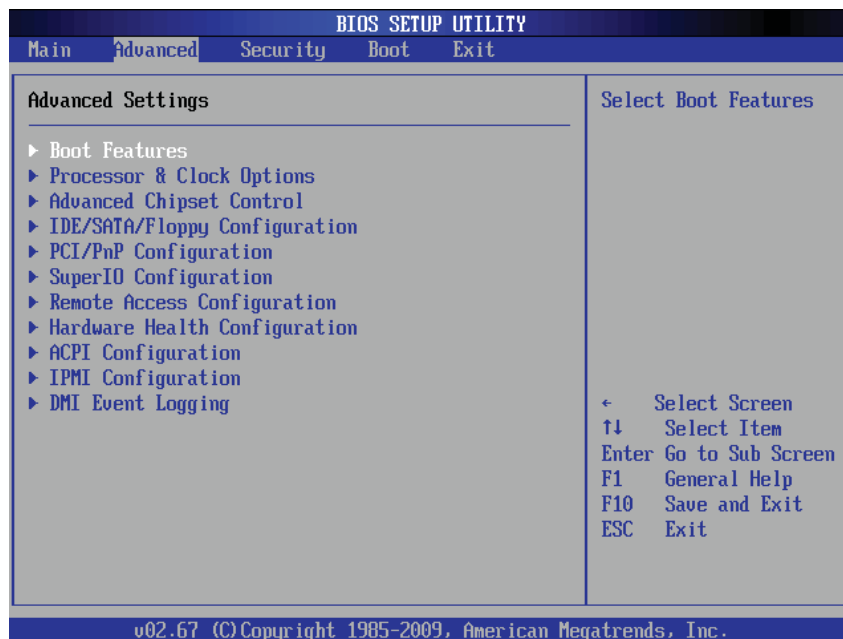 BIOS SETUP UTILITY
Main Advanced Security Boot Exit
Advanced Settings
▶ Boot Features
▶ Processor & Clock Options
▶ Advanced Chipset Control
▶ IDE/SATA/Floppy Configuration
▶ PCI/PnP Configuration
▶ SuperIO Configuration
▶ Remote Access Configuration
▶ Hardware Health Configuration
▶ ACPI Configuration
▶ IPMI Configuration
▶ DMI Event Logging
Select Boot Features
← Select Screen
↑↓ Select Item
Enter Go to Sub Screen
F1 General Help
F10 Save and Exit
ESC Exit
v02.67 (C)Copyright 1985-2009, American Megatrends, Inc.